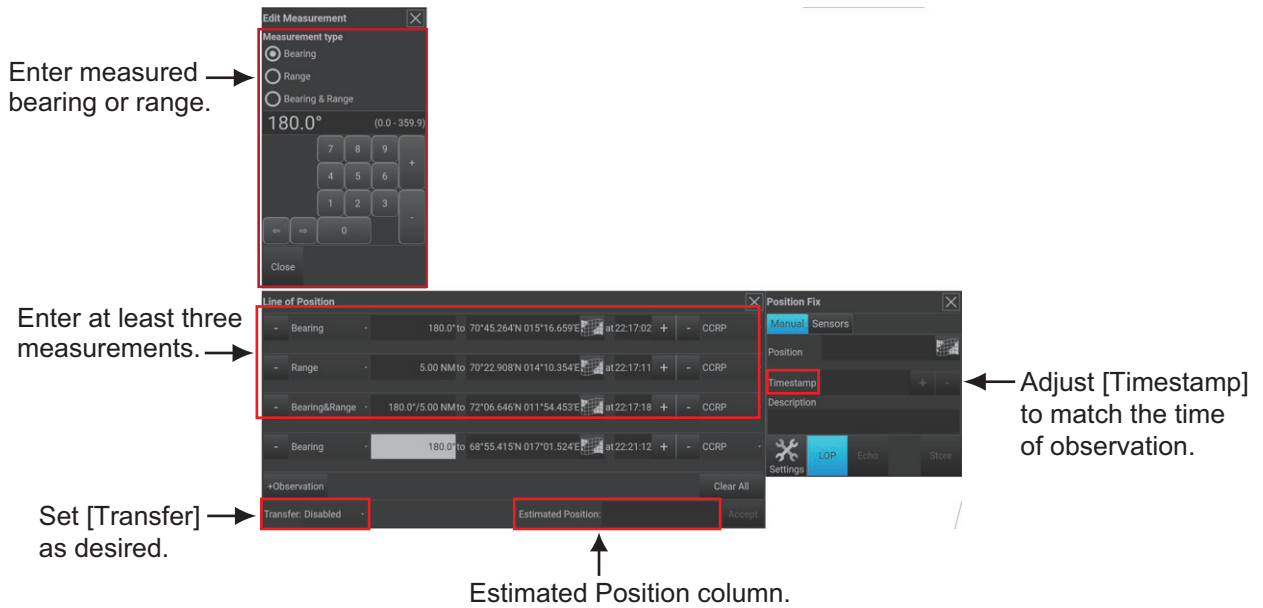 Edit Measurement
Measurement type
Bearing
Range
Bearing & Range
180.0° (0.0 - 359.9)
7 8 9 +
4 5 6
1 2 3 -
⇐ ⇒ 0
Close
Enter measured
bearing or range.
Line of Position
- Bearing - 180.0° to 70°45.264'N 015°16.659'E at 22:17:02 + - CCRP
- Range - 5.00 NM to 70°22.908'N 014°10.354'E at 22:17:11 + - CCRP
- Bearing&Range - 180.0°/5.00 NM to 72°06.646'N 011°54.453'E at 22:17:18 + - CCRP
- Bearing - 180.0° to 68°55.415'N 017°01.524'E at 22:21:12 + - CCRP -
+Observation Clear All
Transfer: Disabled - Estimated Position: Accept
Enter at least three
measurements.
Set [Transfer]
as desired.
Estimated Position column.
Position Fix
Manual Sensors
Position
Timestamp + -
Description
Settings LOP Echo Store
Adjust [Timestamp]
to match the time
of observation.